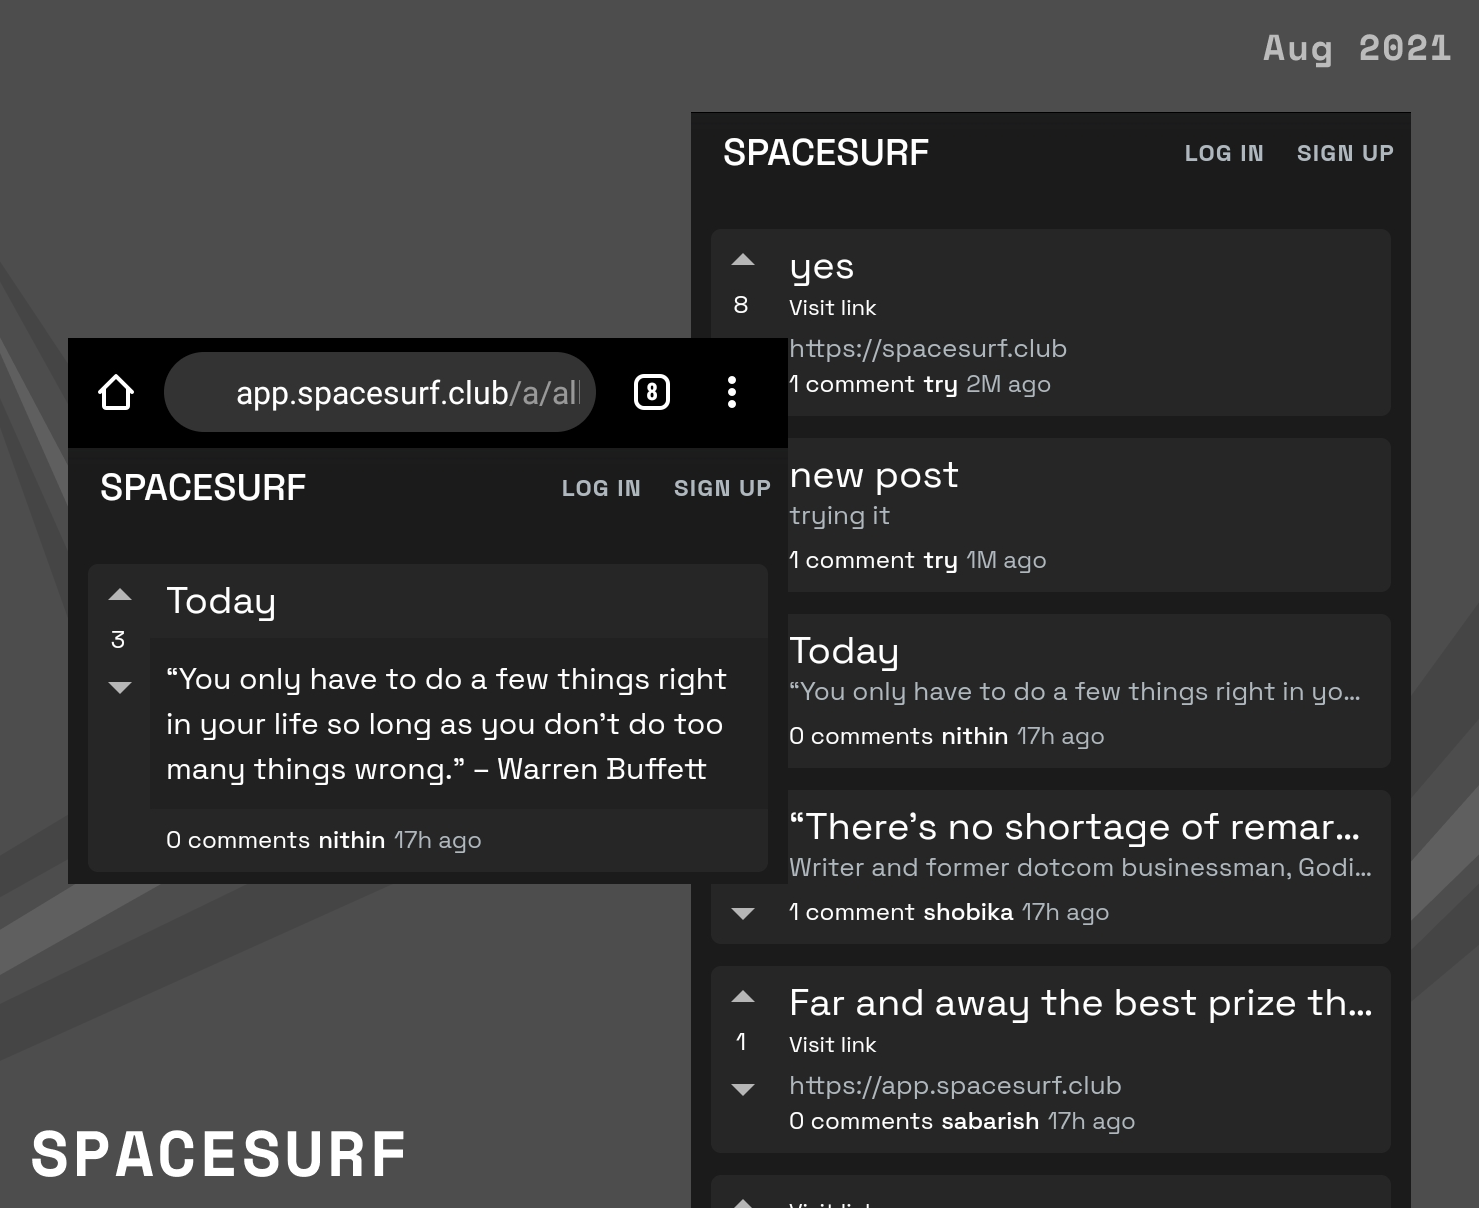 Aug 2021
SPACESURF
LOG IN SIGN UP
yes
8
Visit link
https://spacesurf.club
1 comment try 2M ago
new post
trying it
1 comment try 1M ago
Today
“You only have to do a few things right in yo...
0 comments nithin 17h ago
“There’s no shortage of remar...
Writer and former dotcom businessman, Godi...
1 comment shobika 17h ago
Far and away the best prize th...
1
Visit link
https://app.spacesurf.club
0 comments sabarish 17h ago
app.spacesurf.club/a/all
8
SPACESURF
LOG IN SIGN UP
Today
3
“You only have to do a few things right
in your life so long as you don’t do too
many things wrong.” – Warren Buffett
0 comments nithin 17h ago
SPACESURF